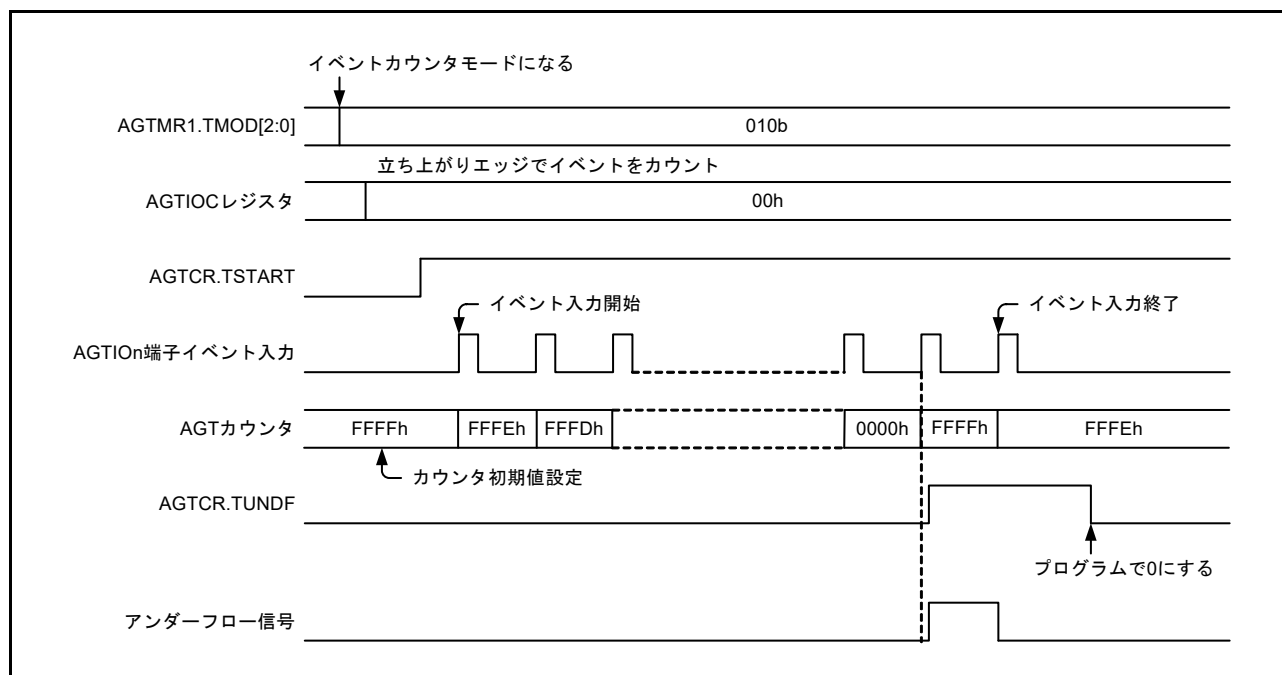 イベントカウンタモードになる
AGTMR1.TMOD[2:0]
010b
立ち上がりエッジでイベントをカウント
AGTIOCレジスタ
00h
AGTCR.TSTART
イベント入力開始
イベント入力終了
AGTIOn端子イベント入力
AGTカウンタ
FFFFh
FFFEh
FFFDh
0000h
FFFFh
FFFEh
カウンタ初期値設定
AGTCR.TUNDF
プログラムで0にする
アンダーフロー信号